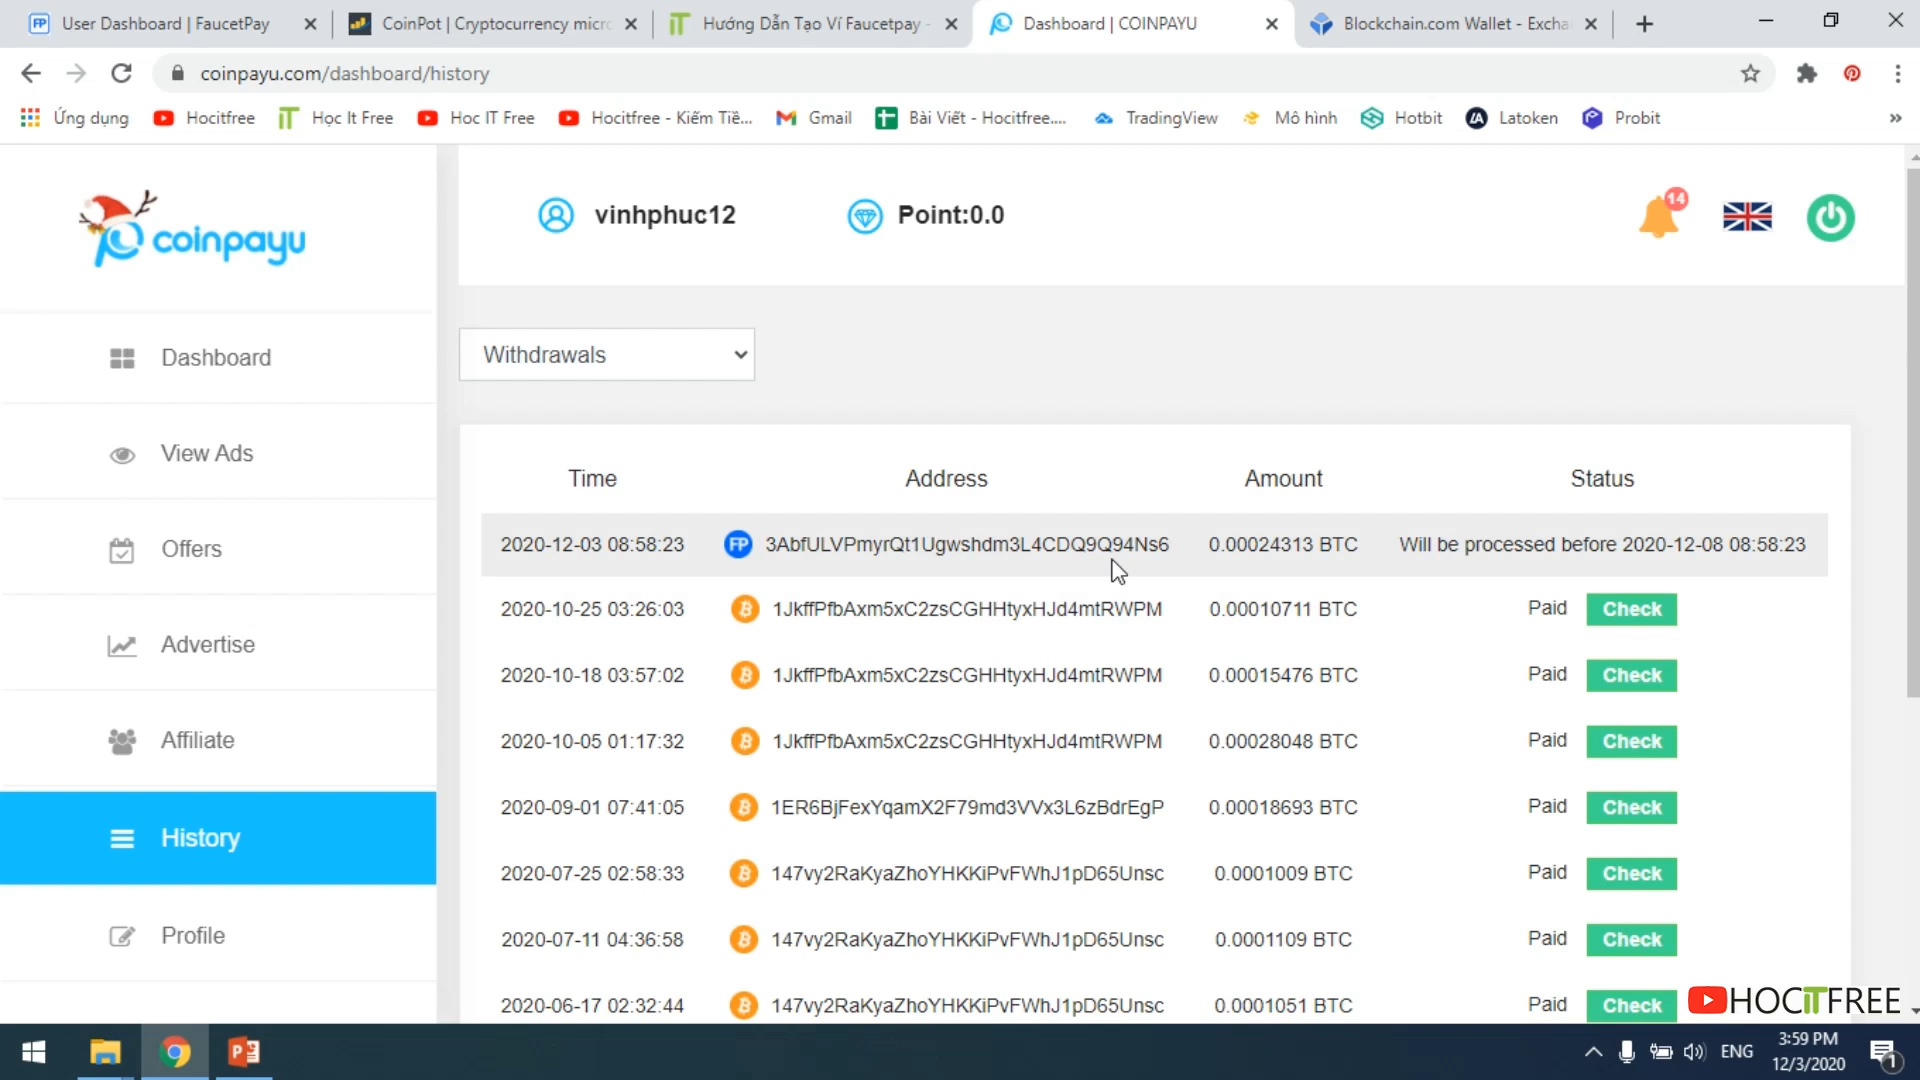 User Dashboard | FaucetPay
CoinPot | Cryptocurrency micro
Hướng Dẫn Tạo Ví Faucetpay -
Dashboard | COINPAYU
Blockchain.com Wallet - Excha
coinpayu.com/dashboard/history
Ứng dụng
Hocitfree
Học It Free
Hoc IT Free
Hocitfree - Kiếm Tiề...
Gmail
Bài Viết - Hocitfree....
TradingView
Mô hình
Hotbit
Latoken
Probit
coinpayu
vinhphuc12
Point:0.0
14
Withdrawals
Dashboard
View Ads
Offers
Advertise
Affiliate
History
Profile
Time Address Amount Status
2020-12-03 08:58:23 FP 3AbfULVPmyrQt1Ugwshdm3L4CDQ9Q94Ns6 0.00024313 BTC Will be processed before 2020-12-08 08:58:23
2020-10-25 03:26:03 1JkffPfbAxm5xC2zsCGHHtyxHJd4mtRWPM 0.00010711 BTC Paid Check
2020-10-18 03:57:02 1JkffPfbAxm5xC2zsCGHHtyxHJd4mtRWPM 0.00015476 BTC Paid Check
2020-10-05 01:17:32 1JkffPfbAxm5xC2zsCGHHtyxHJd4mtRWPM 0.00028048 BTC Paid Check
2020-09-01 07:41:05 1ER6BjFexYqamX2F79md3VVx3L6zBdrEgP 0.00018693 BTC Paid Check
2020-07-25 02:58:33 147vy2RaKyaZhoYHKKiPvFWhJ1pD65Unsc 0.0001009 BTC Paid Check
2020-07-11 04:36:58 147vy2RaKyaZhoYHKKiPvFWhJ1pD65Unsc 0.0001109 BTC Paid Check
2020-06-17 02:32:44 147vy2RaKyaZhoYHKKiPvFWhJ1pD65Unsc 0.0001051 BTC Paid Check
HOCITFREE
ENG
3:59 PM
12/3/2020
1